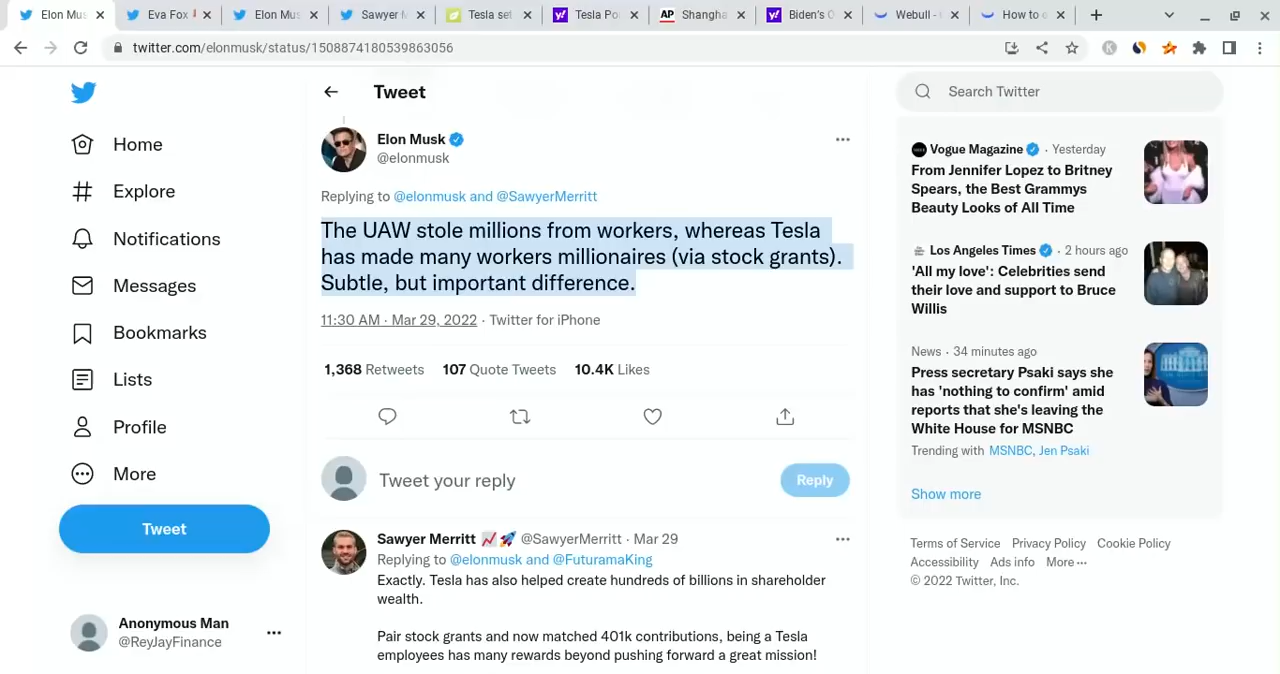 Elon Mus
Eva Fox
Elon Mus
Sawyer
Tesla set
Tesla Po
Shangha
Biden's
Webull -
How to
twitter.com/elonmusk/status/1508874180539863056
Tweet
Search Twitter
Home
Explore
Notifications
Messages
Bookmarks
Lists
Profile
More
Tweet
Anonymous Man
@ReyJayFinance
Elon Musk
@elonmusk
Replying to @elonmusk and @SawyerMerritt
The UAW stole millions from workers, whereas Tesla
has made many workers millionaires (via stock grants).
Subtle, but important difference.
11:30 AM · Mar 29, 2022 · Twitter for iPhone
1,368 Retweets 107 Quote Tweets 10.4K Likes
Tweet your reply
Reply
Sawyer Merritt 📈🚀 @SawyerMerritt · Mar 29
Replying to @elonmusk and @FuturamaKing
Exactly. Tesla has also helped create hundreds of billions in shareholder
wealth.
Pair stock grants and now matched 401k contributions, being a Tesla
employees has many rewards beyond pushing forward a great mission!
Vogue Magazine · Yesterday
From Jennifer Lopez to Britney
Spears, the Best Grammys
Beauty Looks of All Time
Los Angeles Times · 2 hours ago
'All my love': Celebrities send
their love and support to Bruce
Willis
News · 34 minutes ago
Press secretary Psaki says she
has 'nothing to confirm' amid
reports that she's leaving the
White House for MSNBC
Trending with MSNBC, Jen Psaki
Show more
Terms of Service Privacy Policy Cookie Policy
Accessibility Ads info More ···
© 2022 Twitter, Inc.